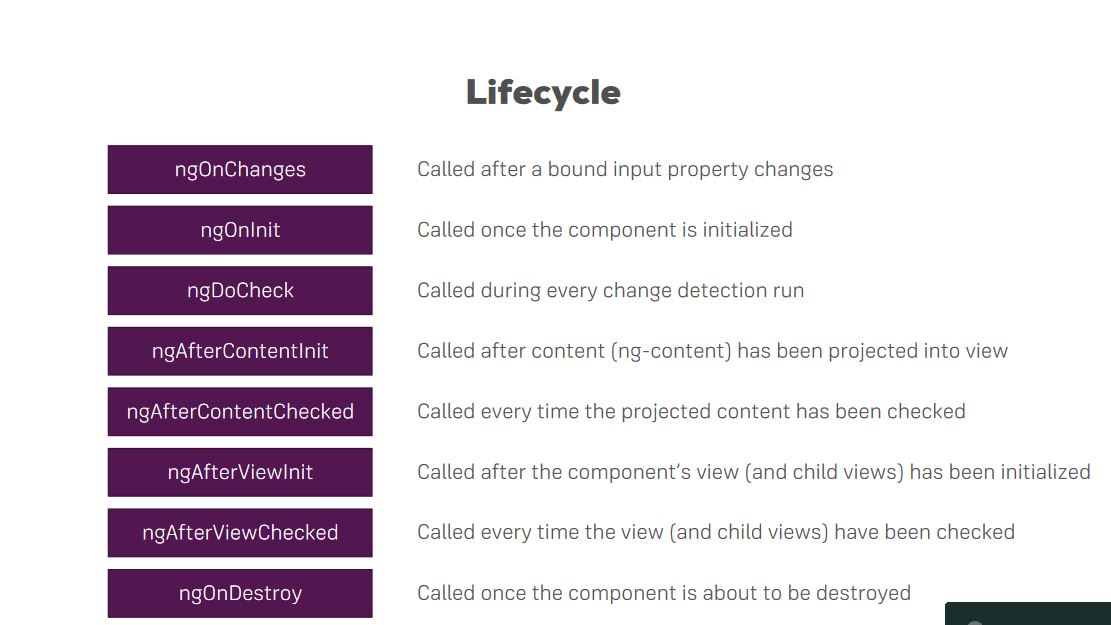 Lifecycle
ngOnChanges Called after a bound input property changes
ngOnInit Called once the component is initialized
ngDoCheck Called during every change detection run
ngAfterContentInit Called after content (ng-content) has been projected into view
ngAfterContentChecked Called every time the projected content has been checked
ngAfterViewInit Called after the component's view (and child views) has been initialized
ngAfterViewChecked Called every time the view (and child views) have been checked
ngOnDestroy Called once the component is about to be destroyed